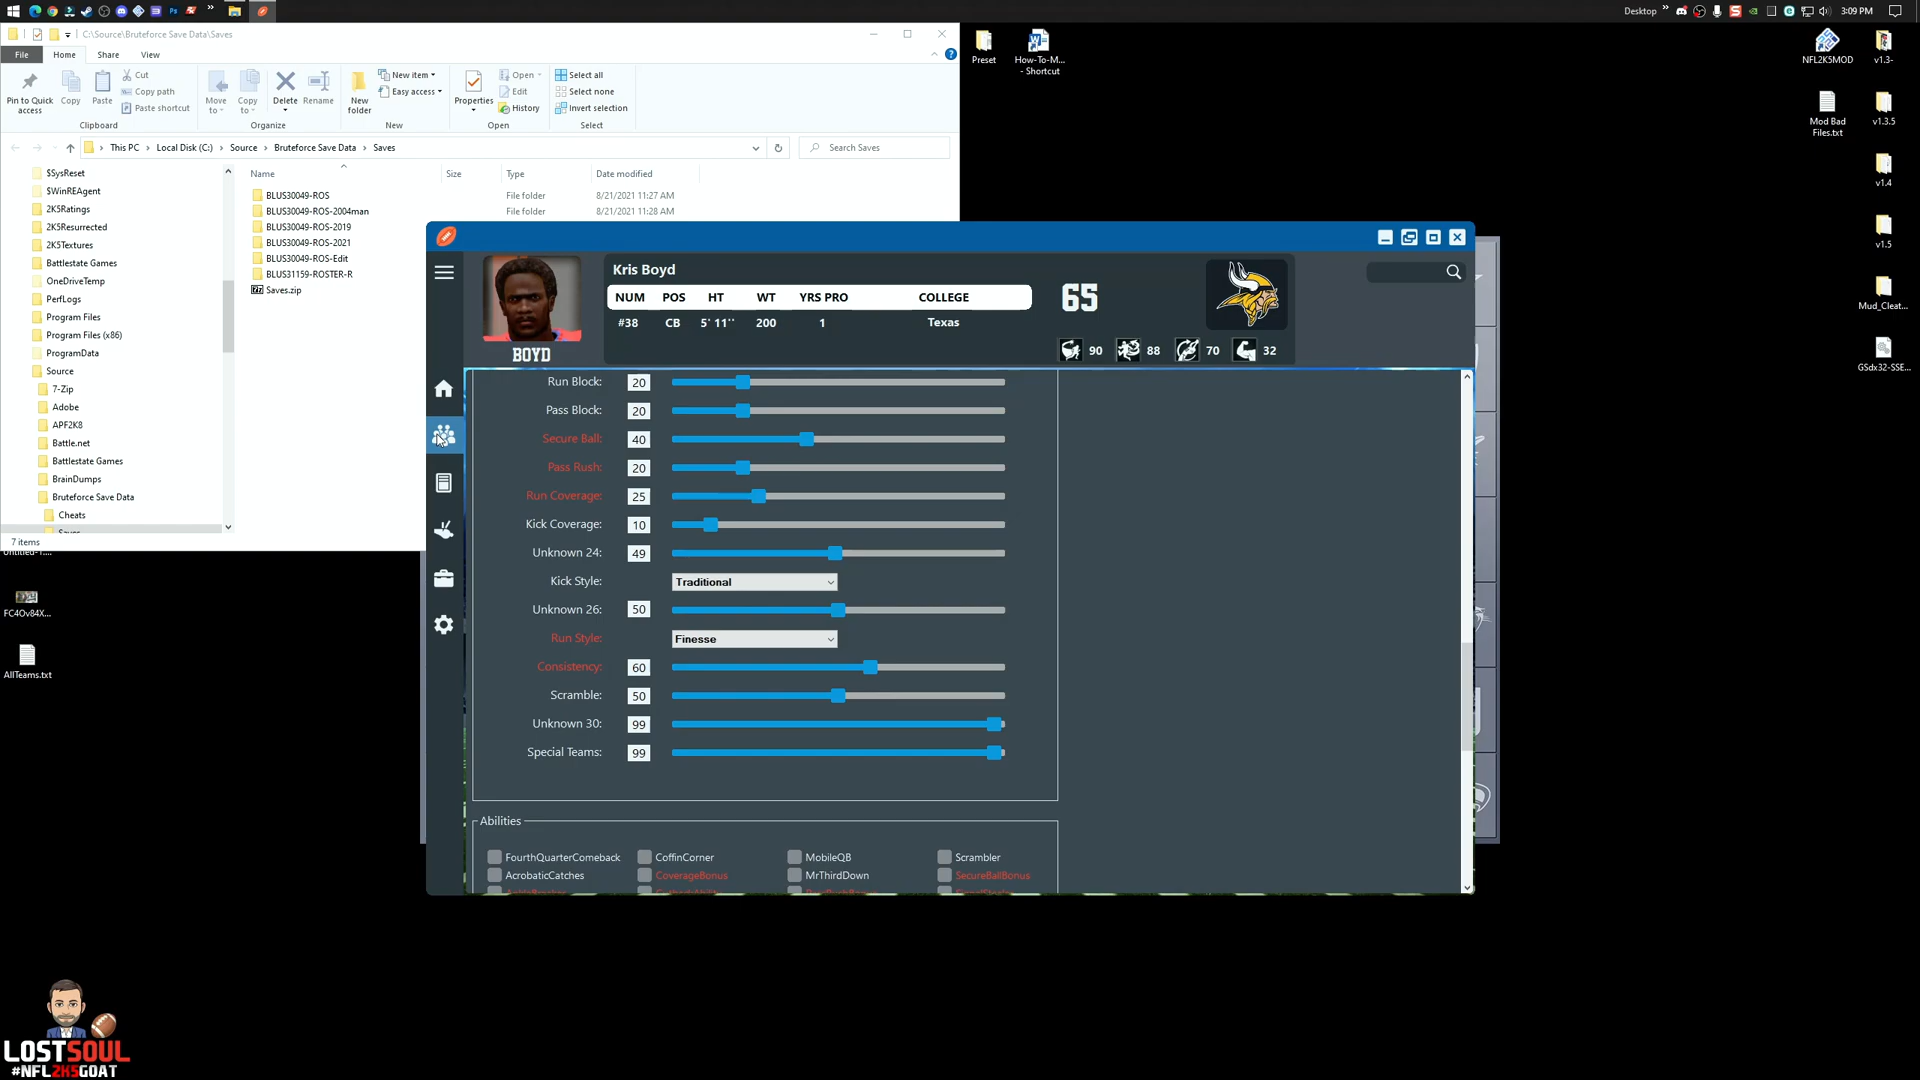 Desktop
3:09 PM
C:\Source\Bruteforce Save Data\Saves
File
Home
Share
View
Pin to Quick access
Copy
Paste
Cut
Copy path
Paste shortcut
Move to
Copy to
Delete
Rename
New folder
New item
Easy access
Properties
Open
Edit
History
Select all
Select none
Invert selection
Clipboard
Organize
New
Open
Select
This PC > Local Disk (C:) > Source > Bruteforce Save Data > Saves
Search Saves
$SysReset
$WinREAgent
2K5Ratings
2K5Resurrected
2K5Textures
Battlestate Games
OneDriveTemp
PerfLogs
Program Files
Program Files (x86)
ProgramData
Source
7-Zip
Adobe
APF2K8
Battle.net
Battlestate Games
BrainDumps
Bruteforce Save Data
Cheats
Name
Size
Type
Date modified
BLUS30049-ROS File folder 8/21/2021 11:27 AM
BLUS30049-ROS-2004man File folder 8/21/2021 11:28 AM
BLUS30049-ROS-2019
BLUS30049-ROS-2021
BLUS30049-ROS-Edit
BLUS31159-ROSTER-R
Saves.zip
7 items
Preset
How-To-M... - Shortcut
NFL2K5MOD
v1.3-
Mod Bad Files.txt
v1.3.5
v1.4
v1.5
Mud_Cleat...
GSdx32-SSE...
FC4Ov84X...
AllTeams.txt
Kris Boyd
NUM POS HT WT YRS PRO COLLEGE
#38 CB 5' 11'' 200 1 Texas
65
BOYD
90 88 70 32
Run Block: 20
Pass Block: 20
Secure Ball: 40
Pass Rush: 20
Run Coverage: 25
Kick Coverage: 10
Unknown 24: 49
Kick Style: Traditional
Unknown 26: 50
Run Style: Finesse
Consistency: 60
Scramble: 50
Unknown 30: 99
Special Teams: 99
Abilities
FourthQuarterComeback CoffinCorner MobileQB Scrambler
AcrobaticCatches CoverageBonus MrThirdDown SecureBallBonus
LOSTSOUL
#NFL2K5GOAT